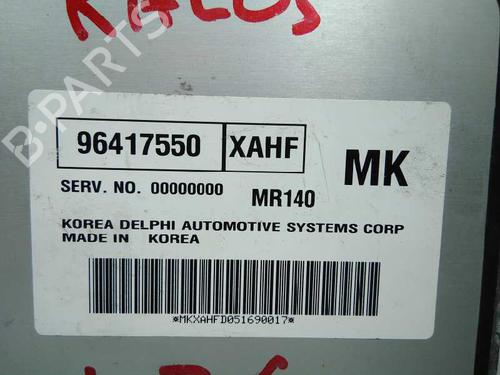 KALOS
B-PARTS
96417550 XAHF MK
SERV. NO. 00000000 MR140
KOREA DELPHI AUTOMOTIVE SYSTEMS CORP
MADE IN KOREA
*MKXAHFD051690017*